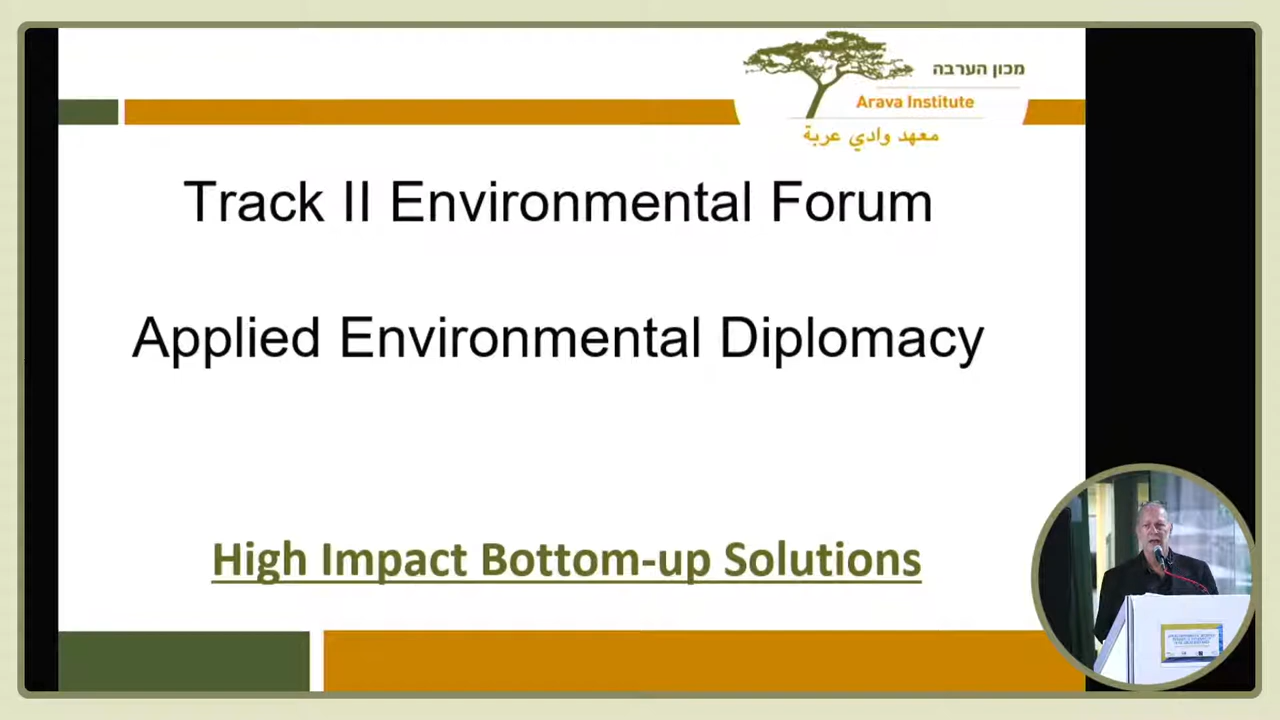 מכון הערבה
Arava Institute
معهد وادي عربة
Track II Environmental Forum
Applied Environmental Diplomacy
High Impact Bottom-up Solutions